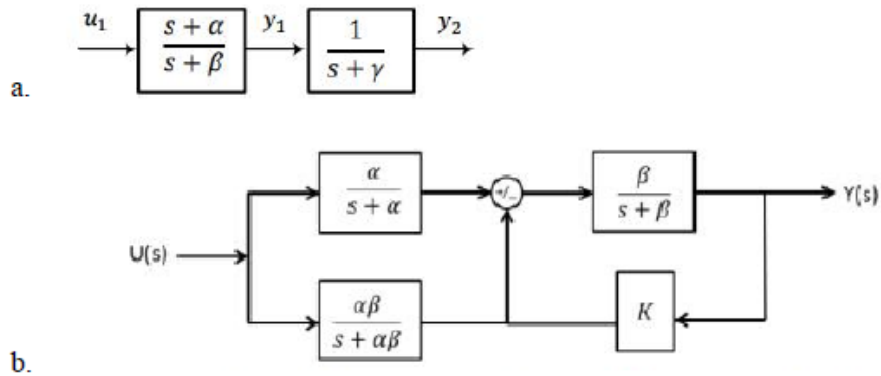 u₁
s + α
s + β
y₁
1
s + γ
y₂
a.
α
s + α
β
s + β
Y(s)
U(s)
αβ
s + αβ
K
b.